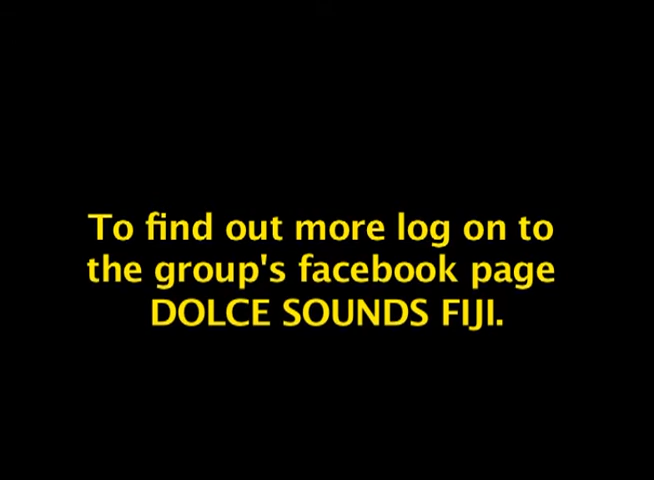 To find out more log on to
the group's facebook page
DOLCE SOUNDS FIJI.